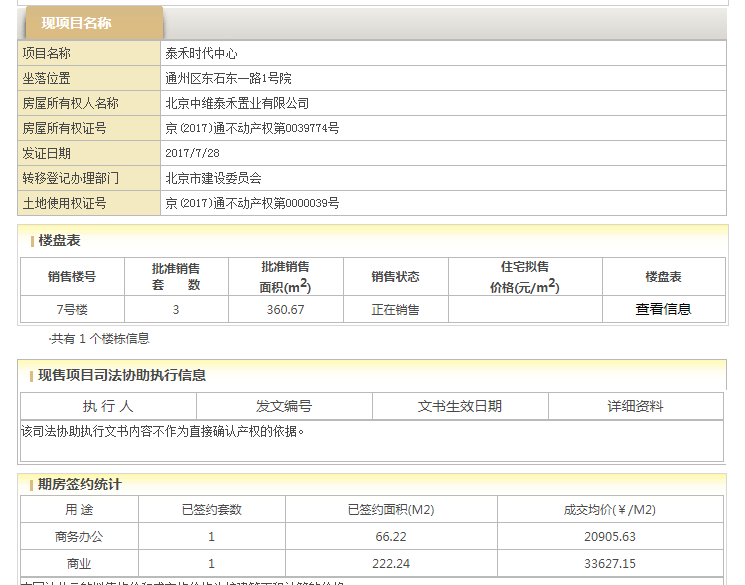 现项目名称
项目名称 泰禾时代中心
坐落位置 通州区东石东一路1号院
房屋所有权人名称 北京中维泰禾置业有限公司
房屋所有权证号 京(2017)通不动产权第0039774号
发证日期 2017/7/28
转移登记办理部门 北京市建设委员会
土地使用权证号 京(2017)通不动产权第0000039号
楼盘表
销售楼号 批准销售套 数 批准销售面积(m2) 销售状态 住宅拟售价格(元/m2) 楼盘表
7号楼 3 360.67 正在销售 查看信息
·共有 1 个楼栋信息
现售项目司法协助执行信息
执 行 人 发文编号 文书生效日期 详细资料
该司法协助执行文书内容不作为直接确认产权的依据。
期房签约统计
用 途 已签约套数 已签约面积(M2) 成交均价(￥/M2)
商务办公 1 66.22 20905.63
商业 1 222.24 33627.15